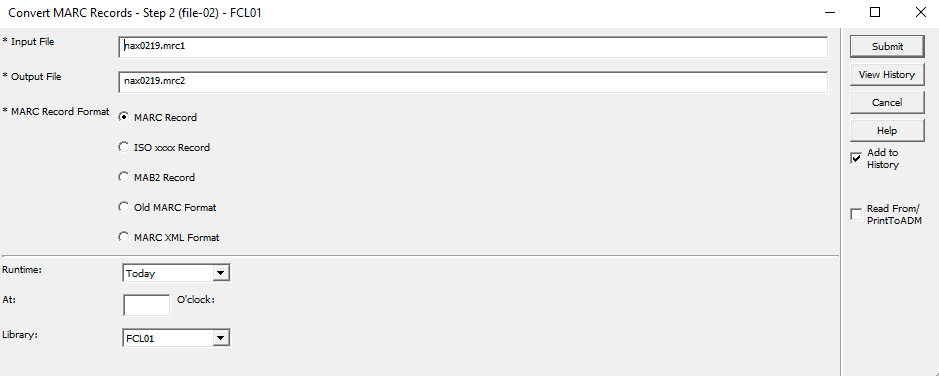 Convert MARC Records - Step 2 (file-02) - FCL01
* Input File
nax0219.mrc1
Submit
* Output File
nax0219.mrc2
View History
* MARC Record Format
MARC Record
Cancel
ISO xxxx Record
Help
MAB2 Record
Add to
History
Old MARC Format
Read From/
PrintToADM
MARC XML Format
Runtime:
Today
At:
O'clock:
Library:
FCL01